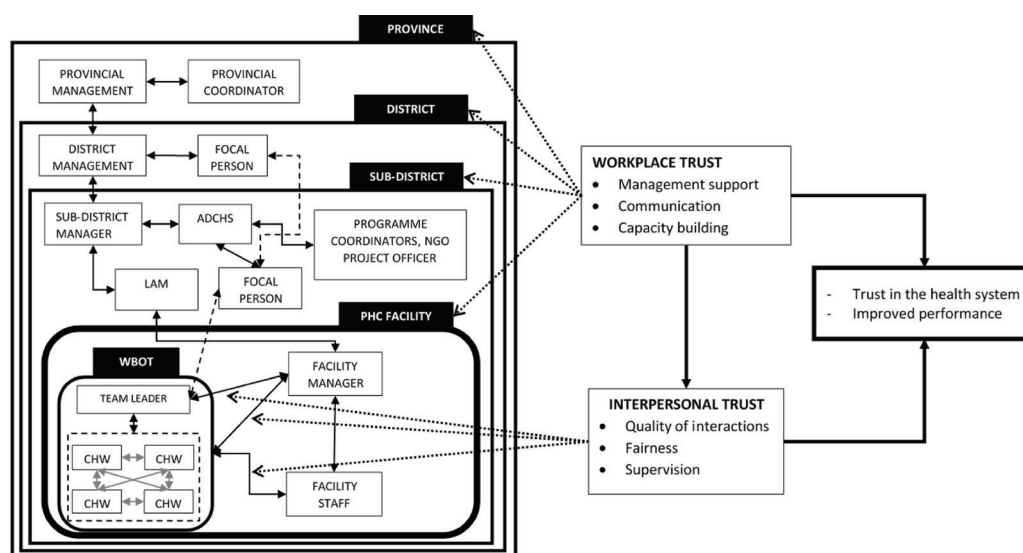 PROVINCE
PROVINCIAL
MANAGEMENT
PROVINCIAL
COORDINATOR
DISTRICT
DISTRICT
MANAGEMENT
FOCAL
PERSON
SUB-DISTRICT
SUB-DISTRICT
MANAGER
ADCHS
PROGRAMME
COORDINATORS, NGO
PROJECT OFFICER
LAM
FOCAL
PERSON
PHC FACILITY
WBOT
FACILITY
MANAGER
TEAM LEADER
CHW
CHW
CHW
CHW
FACILITY
STAFF
WORKPLACE TRUST
• Management support
• Communication
• Capacity building
- Trust in the health system
- Improved performance
INTERPERSONAL TRUST
• Quality of interactions
• Fairness
• Supervision